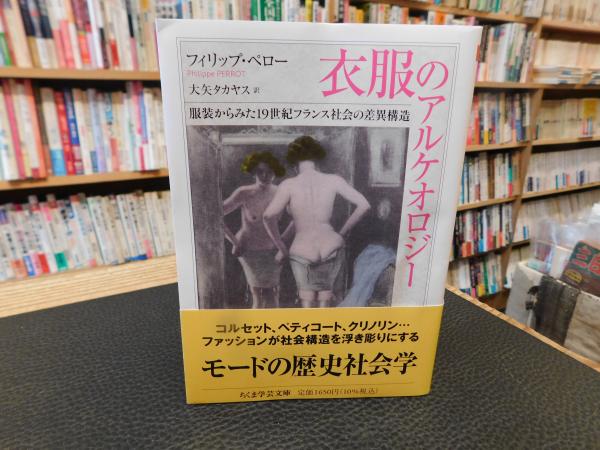 フィリップ・ペロー
Philippe PERROT
大矢タカヤス 訳
衣服のアルケオロジー
服装からみた19世紀フランス社会の差異構造
コルセット、ペティコート、クリノリン…
ファッションが社会構造を浮き彫りにする
モードの歴史社会学
ちくま学芸文庫 定価1650円(10%税込)